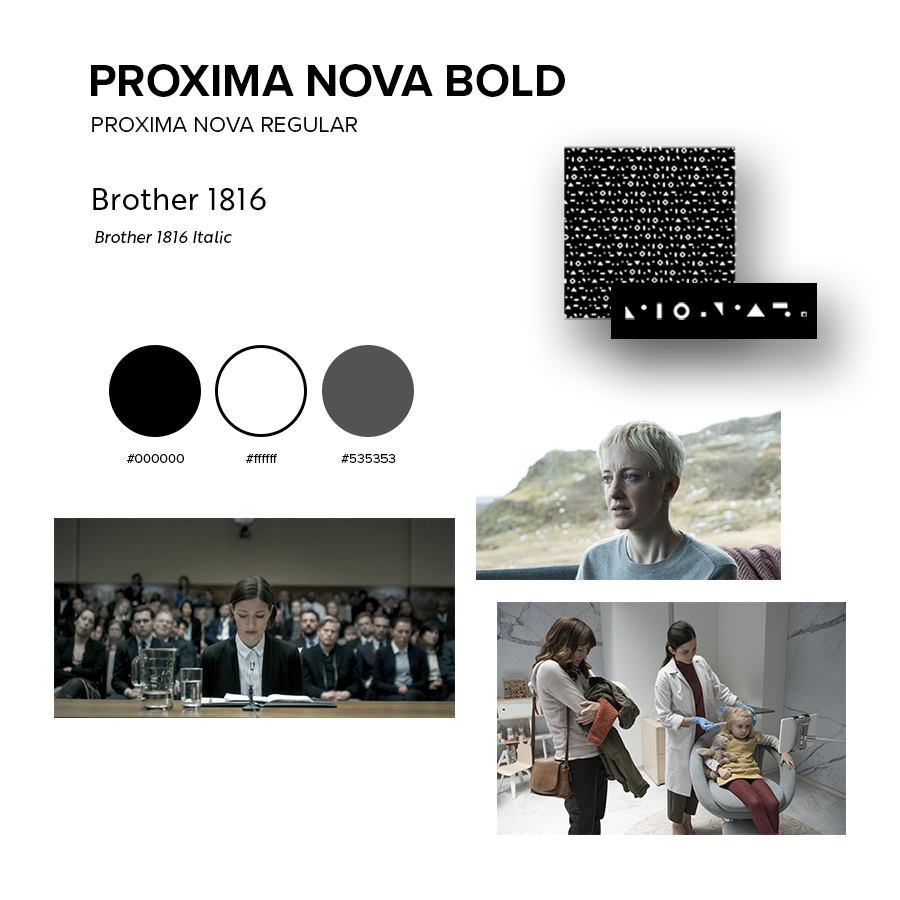 PROXIMA NOVA BOLD
PROXIMA NOVA REGULAR
Brother 1816
Brother 1816 Italic
#000000
#ffffff
#535353